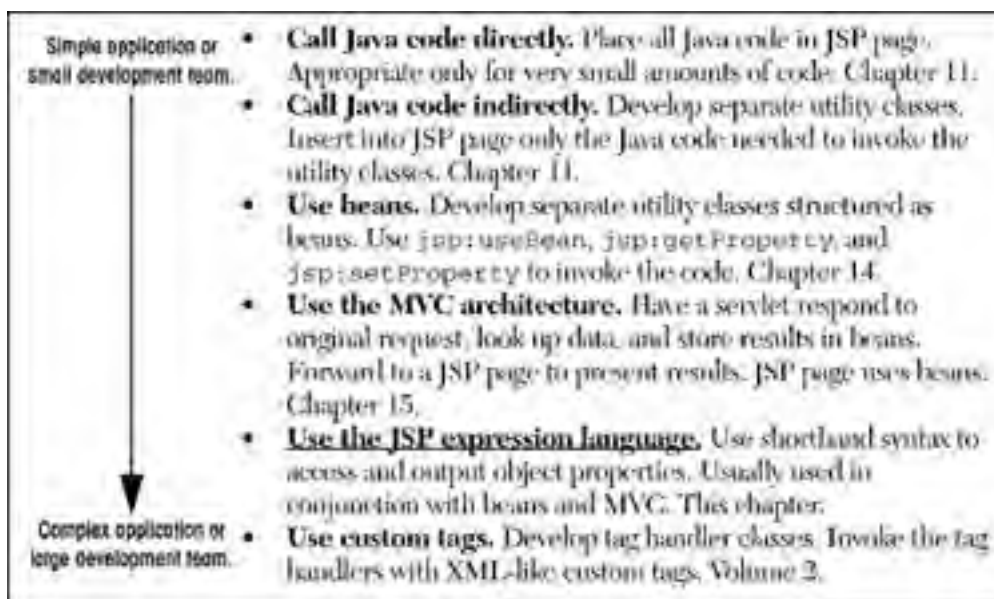 Simple application or
small development team.
• Call Java code directly. Place all Java code in JSP page.
Appropriate only for very small amounts of code. Chapter 11.
• Call Java code indirectly. Develop separate utility classes.
Insert into JSP page only the Java code needed to invoke the
utility classes. Chapter 11.
• Use beans. Develop separate utility classes structured as
beans. Use jsp:useBean, jsp:getProperty, and
jsp:setProperty to invoke the code. Chapter 14.
• Use the MVC architecture. Have a servlet respond to
original request, look up data, and store results in beans.
Forward to a JSP page to present results. JSP page uses beans.
Chapter 15.
• Use the JSP expression language. Use shorthand syntax to
access and output object properties. Usually used in
conjunction with beans and MVC. This chapter.
Complex application or
large development team.
• Use custom tags. Develop tag handler classes. Invoke the tag
handlers with XML-like custom tags. Volume 2.